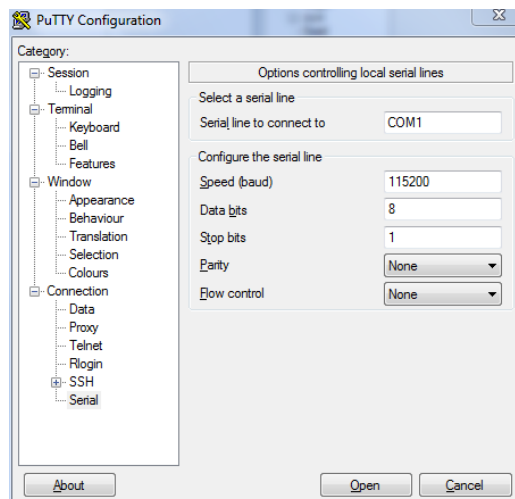 PuTTY Configuration
Category:
Session
Logging
Terminal
Keyboard
Bell
Features
Window
Appearance
Behaviour
Translation
Selection
Colours
Connection
Data
Proxy
Telnet
Rlogin
SSH
Serial
Options controlling local serial lines
Select a serial line
Serial line to connect to COM1
Configure the serial line
Speed (baud) 115200
Data bits 8
Stop bits 1
Parity None
Flow control None
About Open Cancel